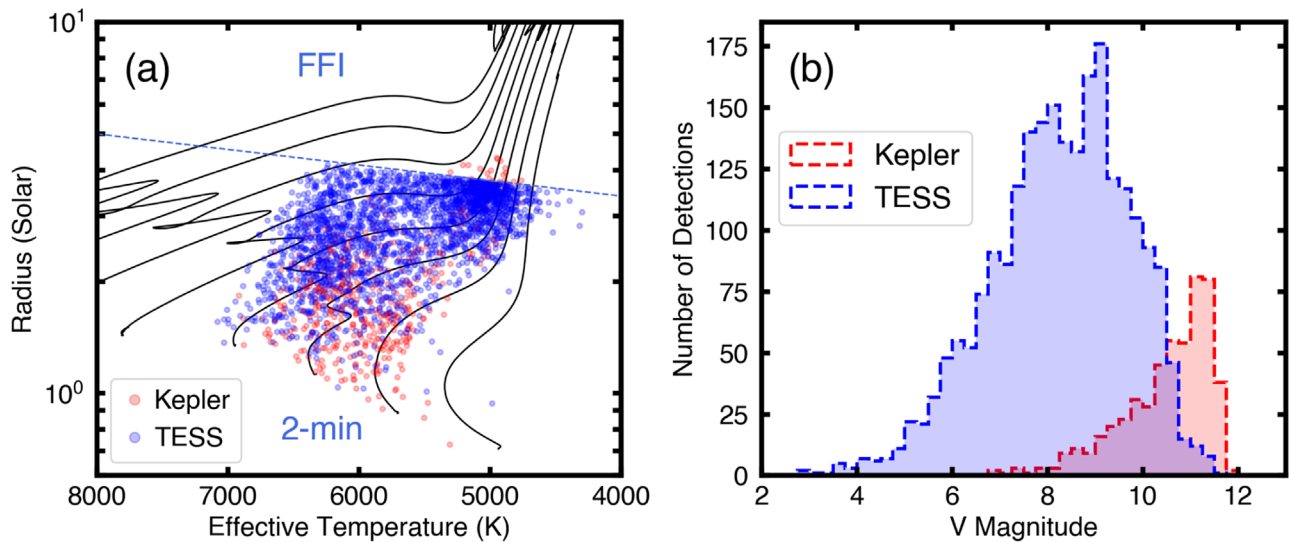 (a)
FFI
2-min
Kepler
TESS
10¹
10⁰
Radius (Solar)
8000 7000 6000 5000 4000
Effective Temperature (K)
(b)
Kepler
TESS
175
150
125
100
75
50
25
0
Number of Detections
2 4 6 8 10 12
V Magnitude